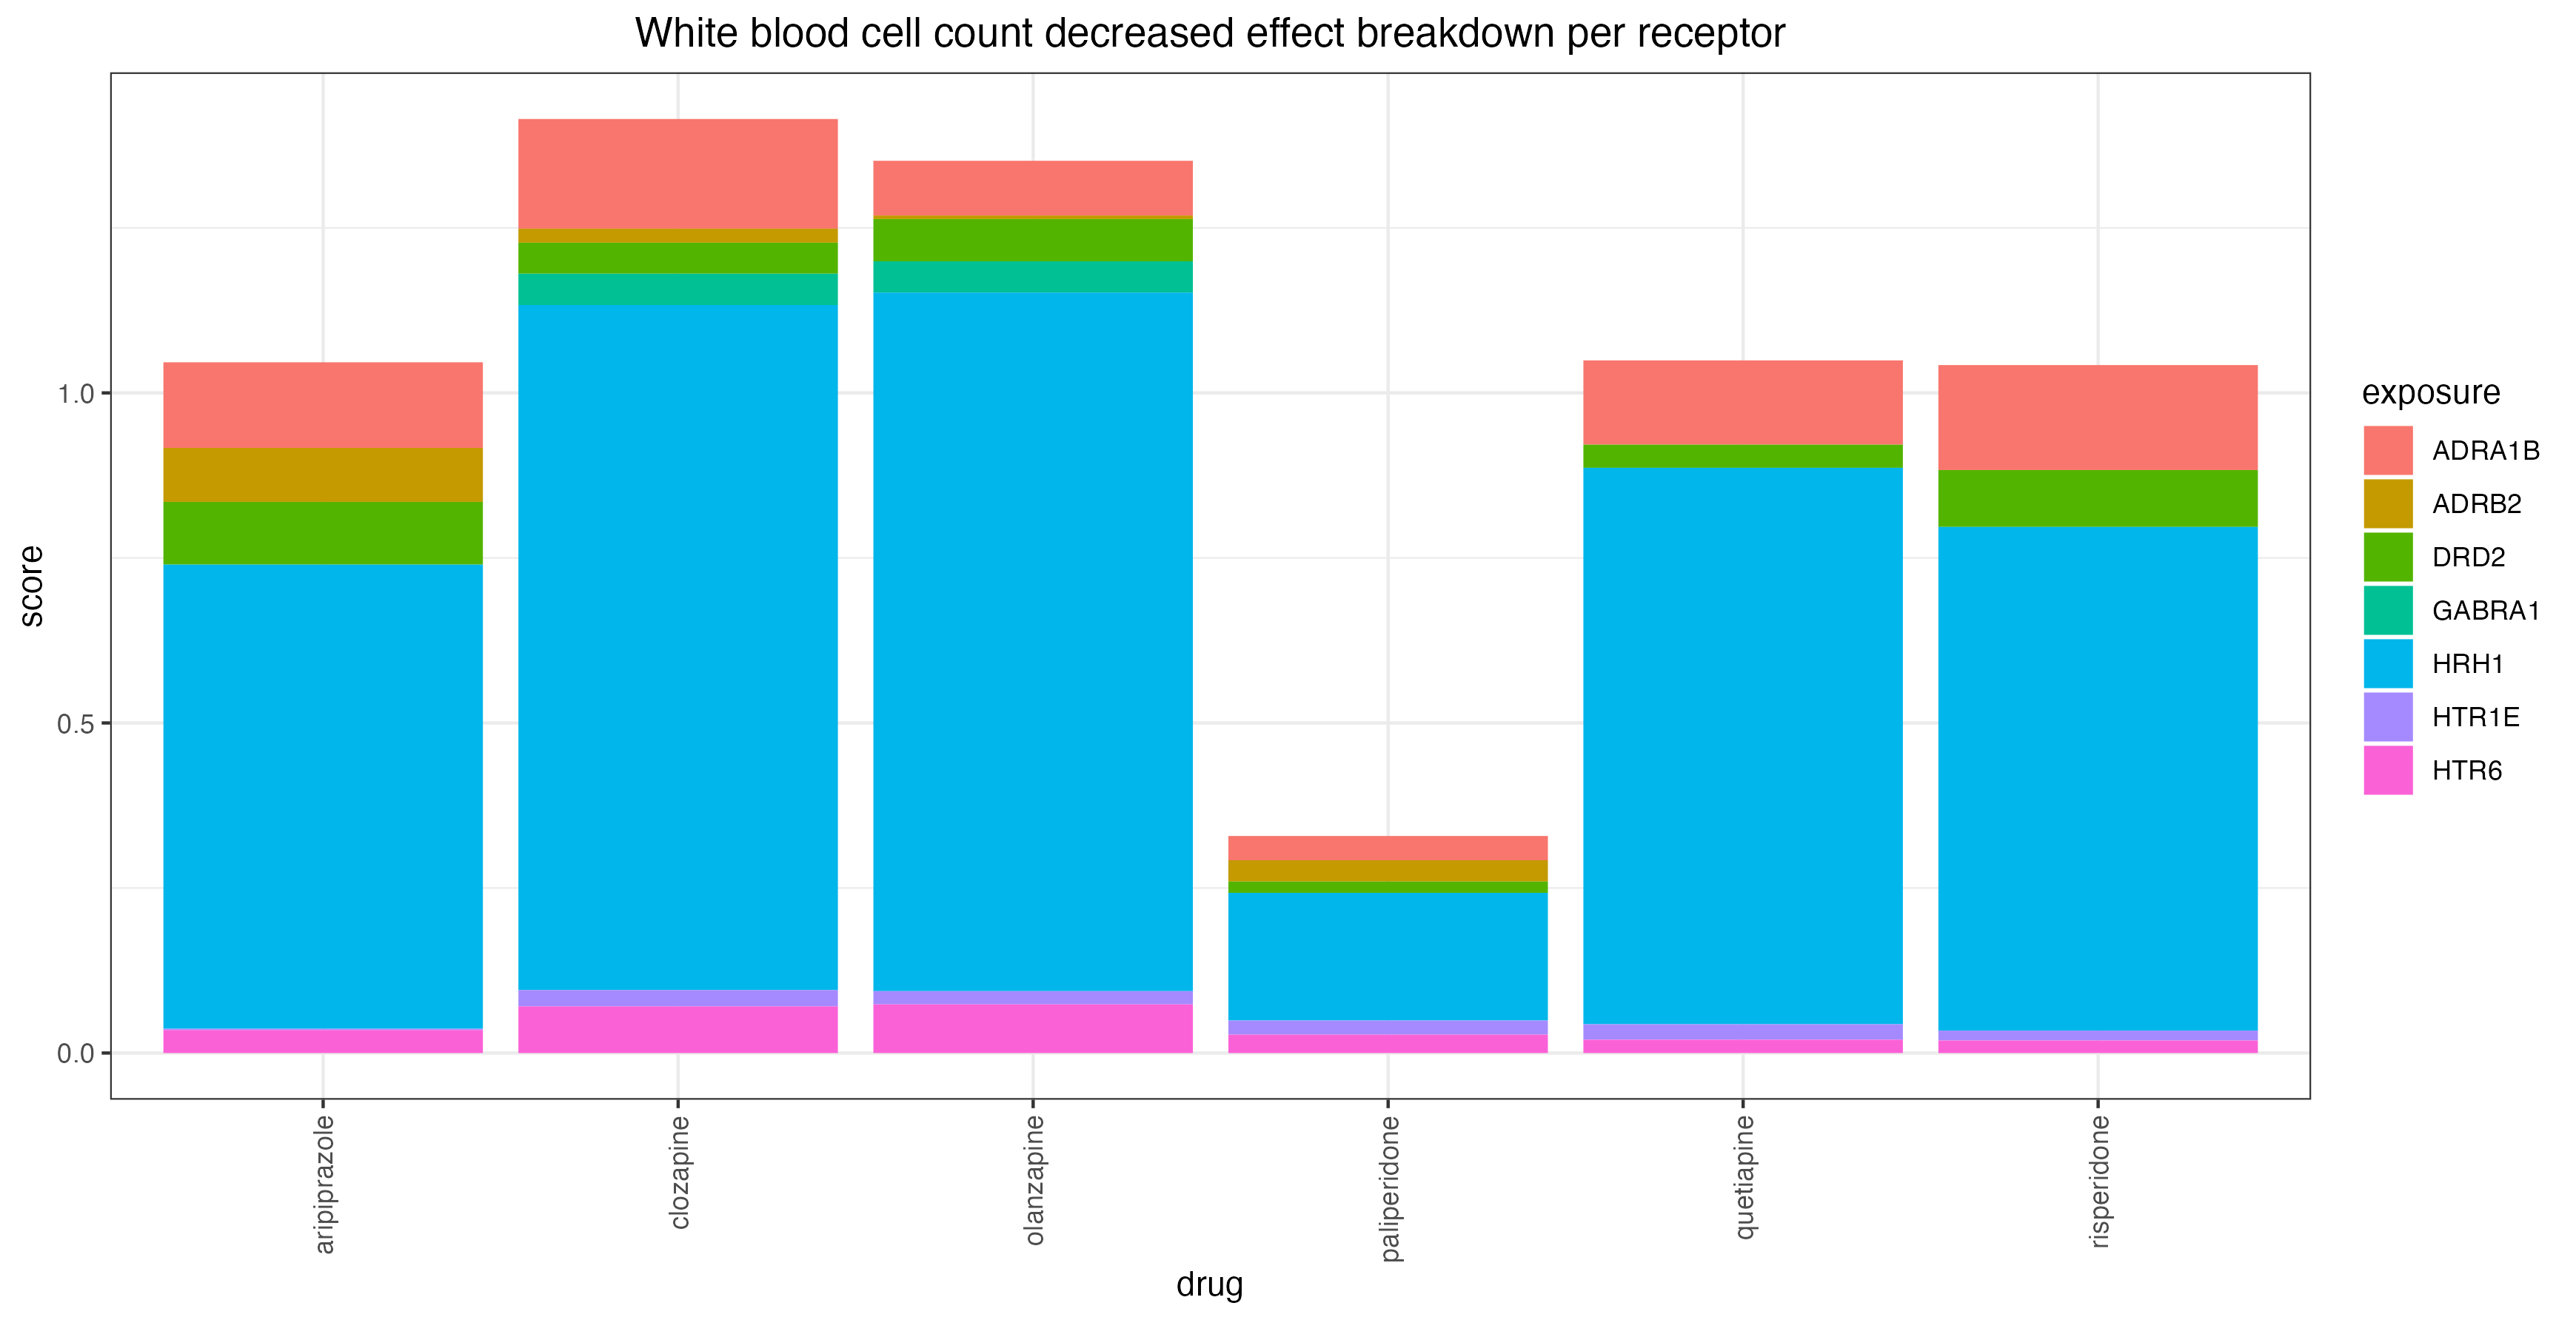 White blood cell count decreased effect breakdown per receptor
score
1.0
0.5
0.0
aripiprazole
clozapine
olanzapine
paliperidone
quetiapine
risperidone
drug
exposure
ADRA1B
ADRB2
DRD2
GABRA1
HRH1
HTR1E
HTR6